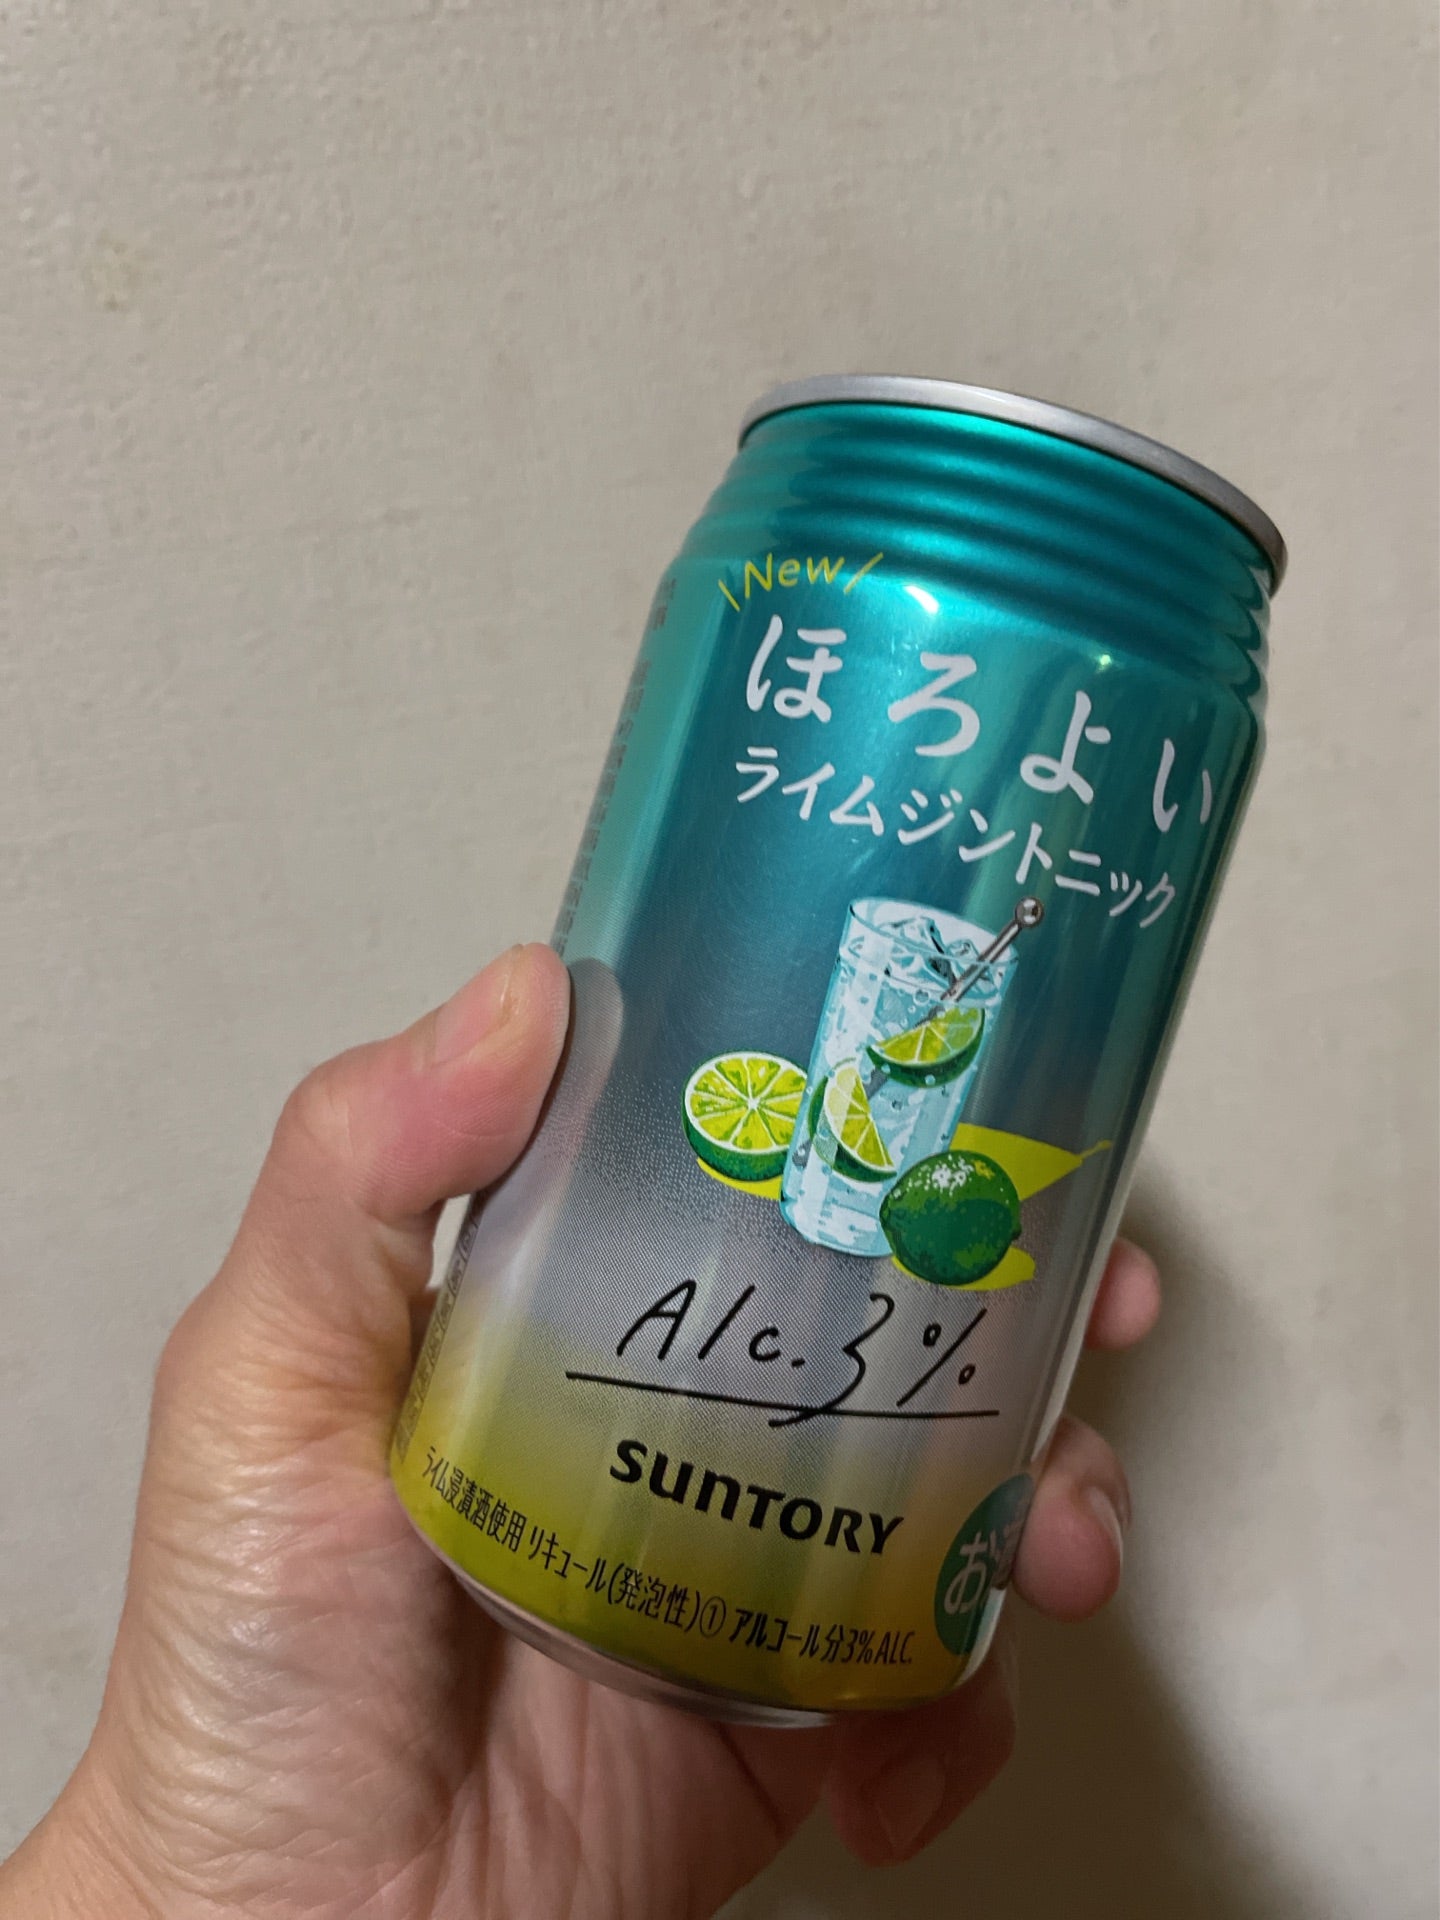 \New/
ほろよい
ライムジントニック
Alc.3%
SUNTORY
ライム浸漬酒使用 リキュール(発泡性)① アルコール分3%ALC.